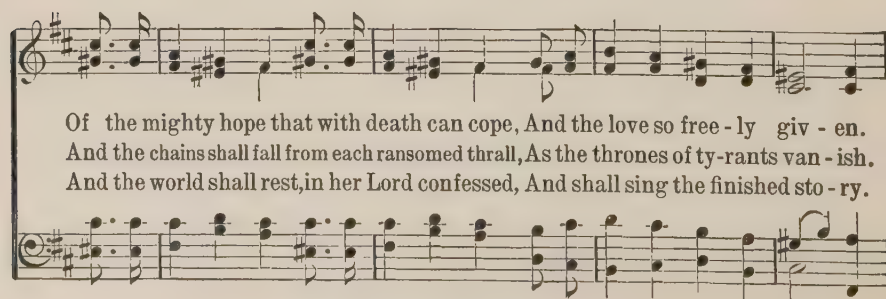 Of the mighty hope that with death can cope, And the love so free - ly giv - en.
And the chains shall fall from each ransomed thrall, As the thrones of ty-rants van - ish.
And the world shall rest, in her Lord confessed, And shall sing the finished sto - ry.